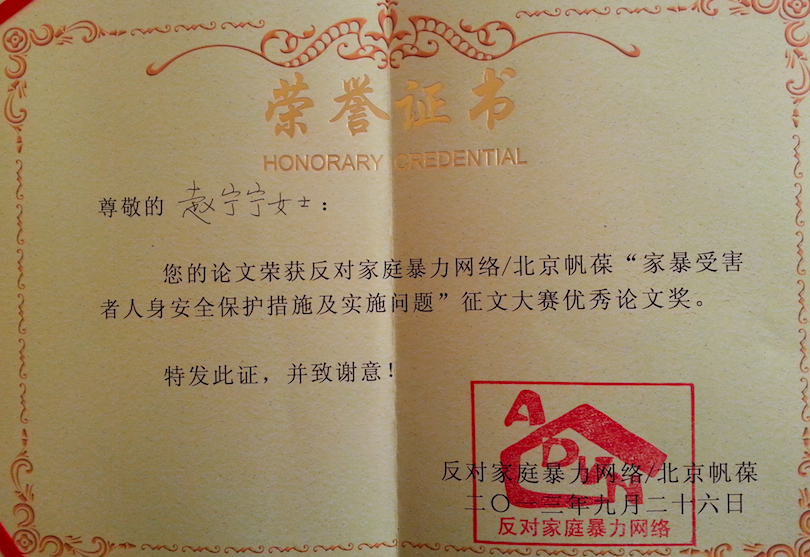 荣誉证书
HONORARY CREDENTIAL
尊敬的 赵宁宁女士：
您的论文荣获反对家庭暴力网络/北京帆葆“家暴受害
者人身安全保护措施及实施问题”征文大赛优秀论文奖。
特发此证，并致谢意！
ADVN
反对家庭暴力网络/北京帆葆
二〇一三年九月二十六日
反对家庭暴力网络